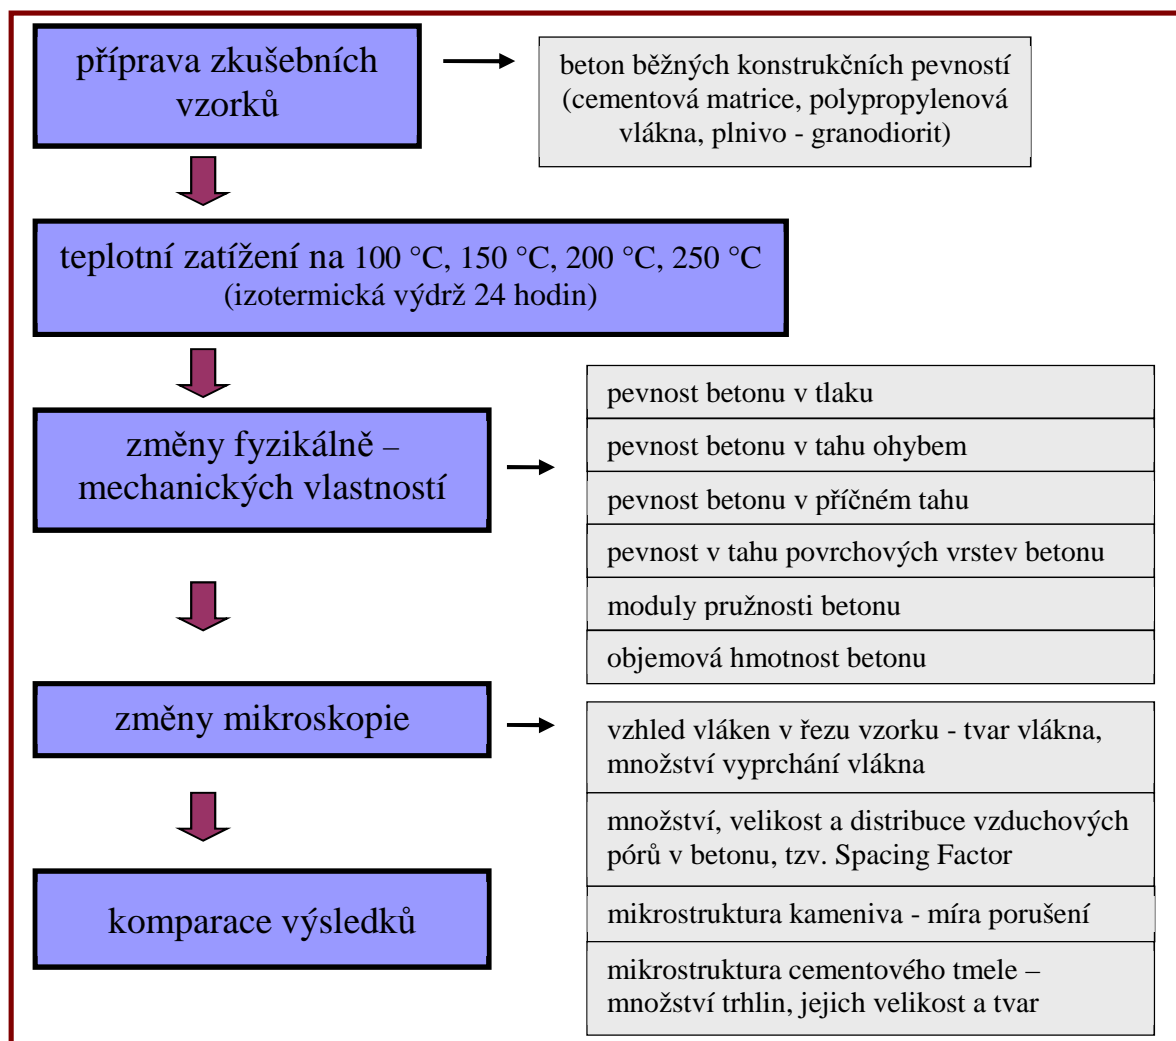 příprava zkušebních
vzorků
beton běžných konstrukčních pevností
(cementová matrice, polypropylenová
vlákna, plnivo - granodiorit)
teplotní zatížení na 100 °C, 150 °C, 200 °C, 250 °C
(izotermická výdrž 24 hodin)
změny fyzikálně –
mechanických vlastností
pevnost betonu v tlaku
pevnost betonu v tahu ohybem
pevnost betonu v příčném tahu
pevnost v tahu povrchových vrstev betonu
moduly pružnosti betonu
objemová hmotnost betonu
změny mikroskopie
vzhled vláken v řezu vzorku - tvar vlákna,
množství vyprchání vlákna
množství, velikost a distribuce vzduchových
pórů v betonu, tzv. Spacing Factor
mikrostruktura kameniva - míra porušení
mikrostruktura cementového tmele –
množství trhlin, jejich velikost a tvar
komparace výsledků